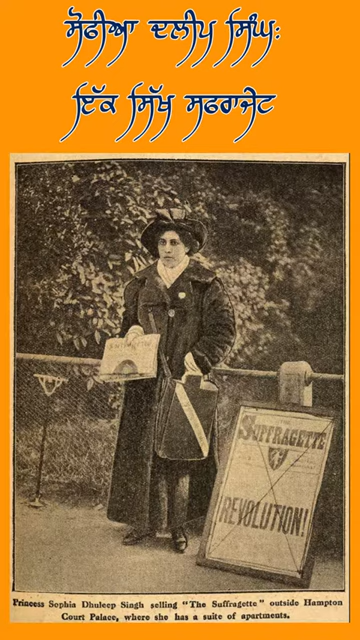 ਸੋਫੀਆ ਦਲੀਪ ਸਿੰਘ:
ਇੱਕ ਸਿੱਖ ਸਫਰਾਜੇਟ
SUFFRAGETTE
REVOLUTION!
Princess Sophia Dhuleep Singh selling "The Suffragette" outside Hampton
Court Palace, where she has a suite of apartments.